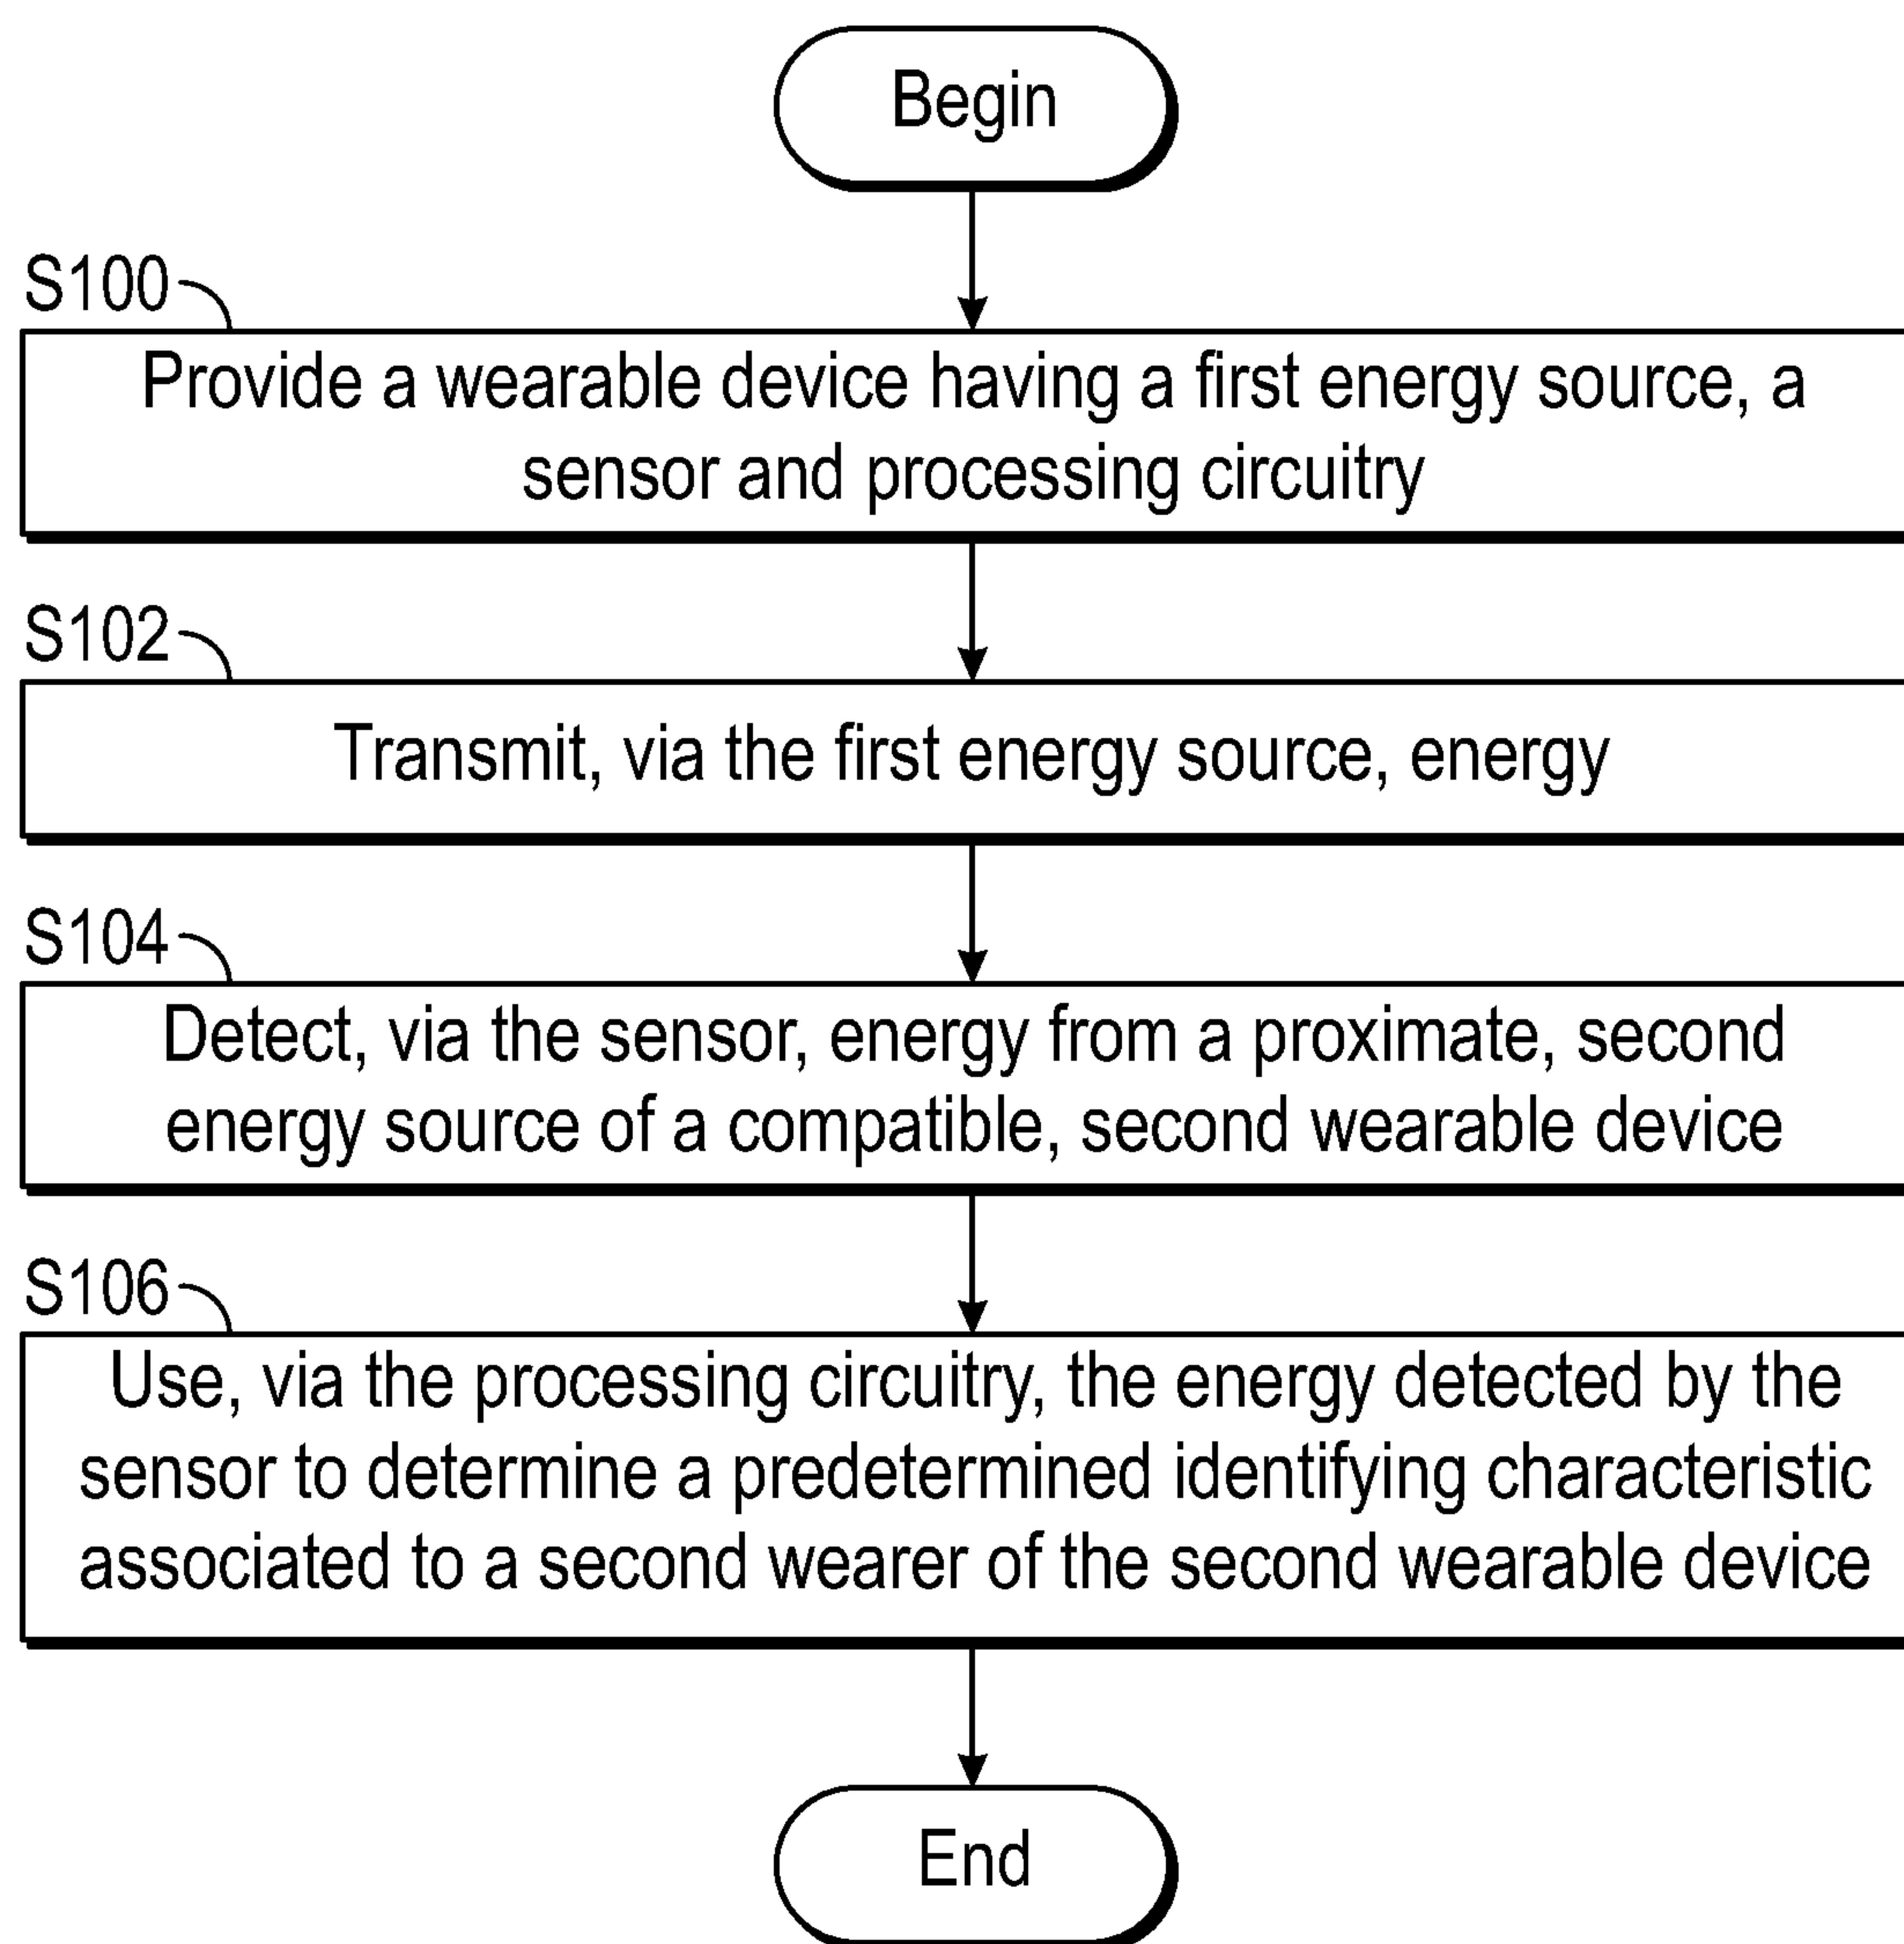 Begin
S100
Provide a wearable device having a first energy source, a
sensor and processing circuitry
S102
Transmit, via the first energy source, energy
S104
Detect, via the sensor, energy from a proximate, second
energy source of a compatible, second wearable device
S106
Use, via the processing circuitry, the energy detected by the
sensor to determine a predetermined identifying characteristic
associated to a second wearer of the second wearable device
End